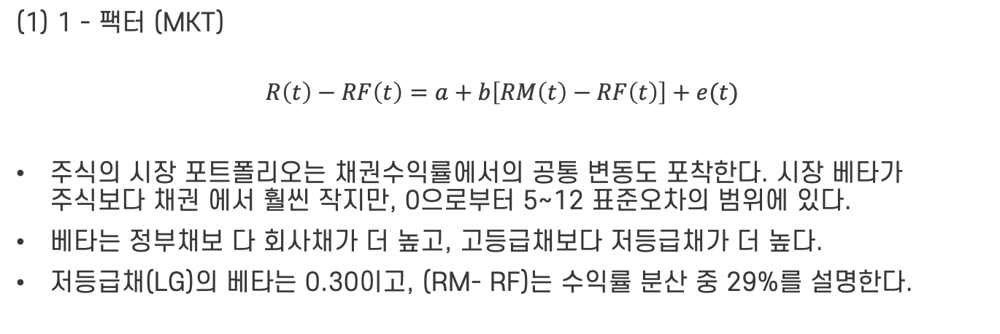 (1) 1 - 팩터 (MKT)
R(t) − RF(t) = a + b[RM(t) − RF(t)] + e(t)
• 주식의 시장 포트폴리오는 채권수익률에서의 공통 변동도 포착한다. 시장 베타가
주식보다 채권 에서 훨씬 작지만, 0으로부터 5~12 표준오차의 범위에 있다.
• 베타는 정부채보 다 회사채가 더 높고, 고등급채보다 저등급채가 더 높다.
• 저등급채(LG)의 베타는 0.30이고, (RM- RF)는 수익률 분산 중 29%를 설명한다.